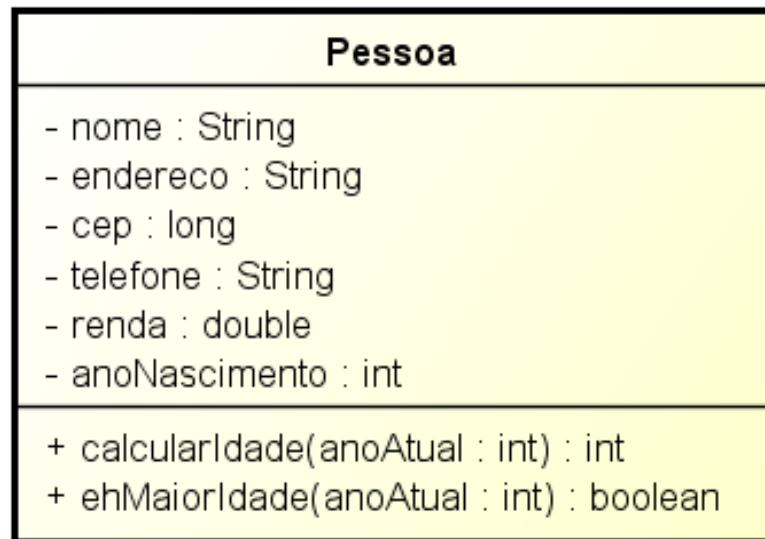 Pessoa
- nome : String
- endereco : String
- cep : long
- telefone : String
- renda : double
- anoNascimento : int
+ calcularIdade(anoAtual : int) : int
+ ehMaiorIdade(anoAtual : int) : boolean